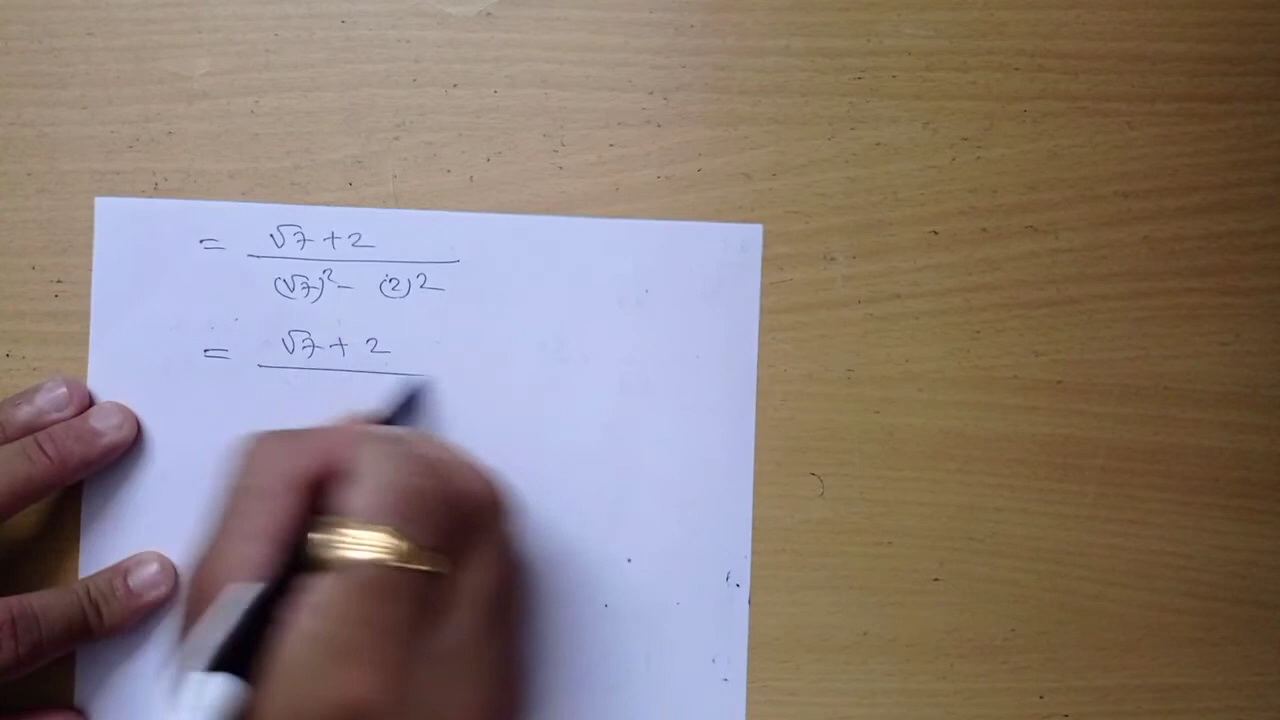 = √7 + 2
(√7)² - (2)²
= √7 + 2